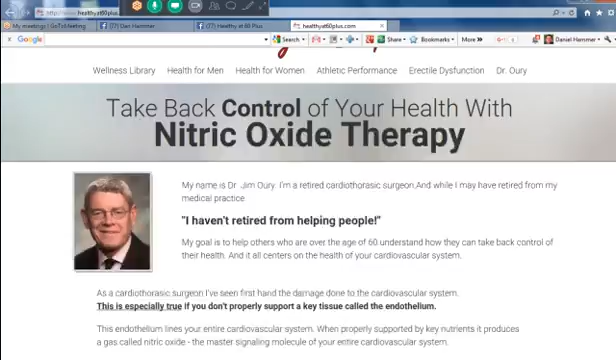 http://www.healthyat60plus.
healthyat60plus.com
My meetings | GoToMeeting
Dan Hammer
Healthy at 60 Plus
healthyat60plus.com
Google
Share
Bookmarks
More »
Daniel Hammer
Wellness Library
Health for Men
Health for Women
Athletic Performance
Erectile Dysfunction
Dr. Oury
Take Back Control of Your Health With
Nitric Oxide Therapy
My name is Dr. Jim Oury. I'm a retired cardiothorasic surgeon.And while I may have retired from my
medical practice
"I haven't retired from helping people!"
My goal is to help others who are over the age of 60 understand how they can take back control of
their health. And it all centers on the health of your cardiovascular system.
As a cardiothorasic surgeon I've seen first hand the damage done to the cardiovascular system.
This is especially true if you don't properly support a key tissue called the endothelium.
This endothelium lines your entire cardiovascular system. When properly supported by key nutrients it produces
a gas called nitric oxide - the master signaling molecule of your entire cardiovascular system.